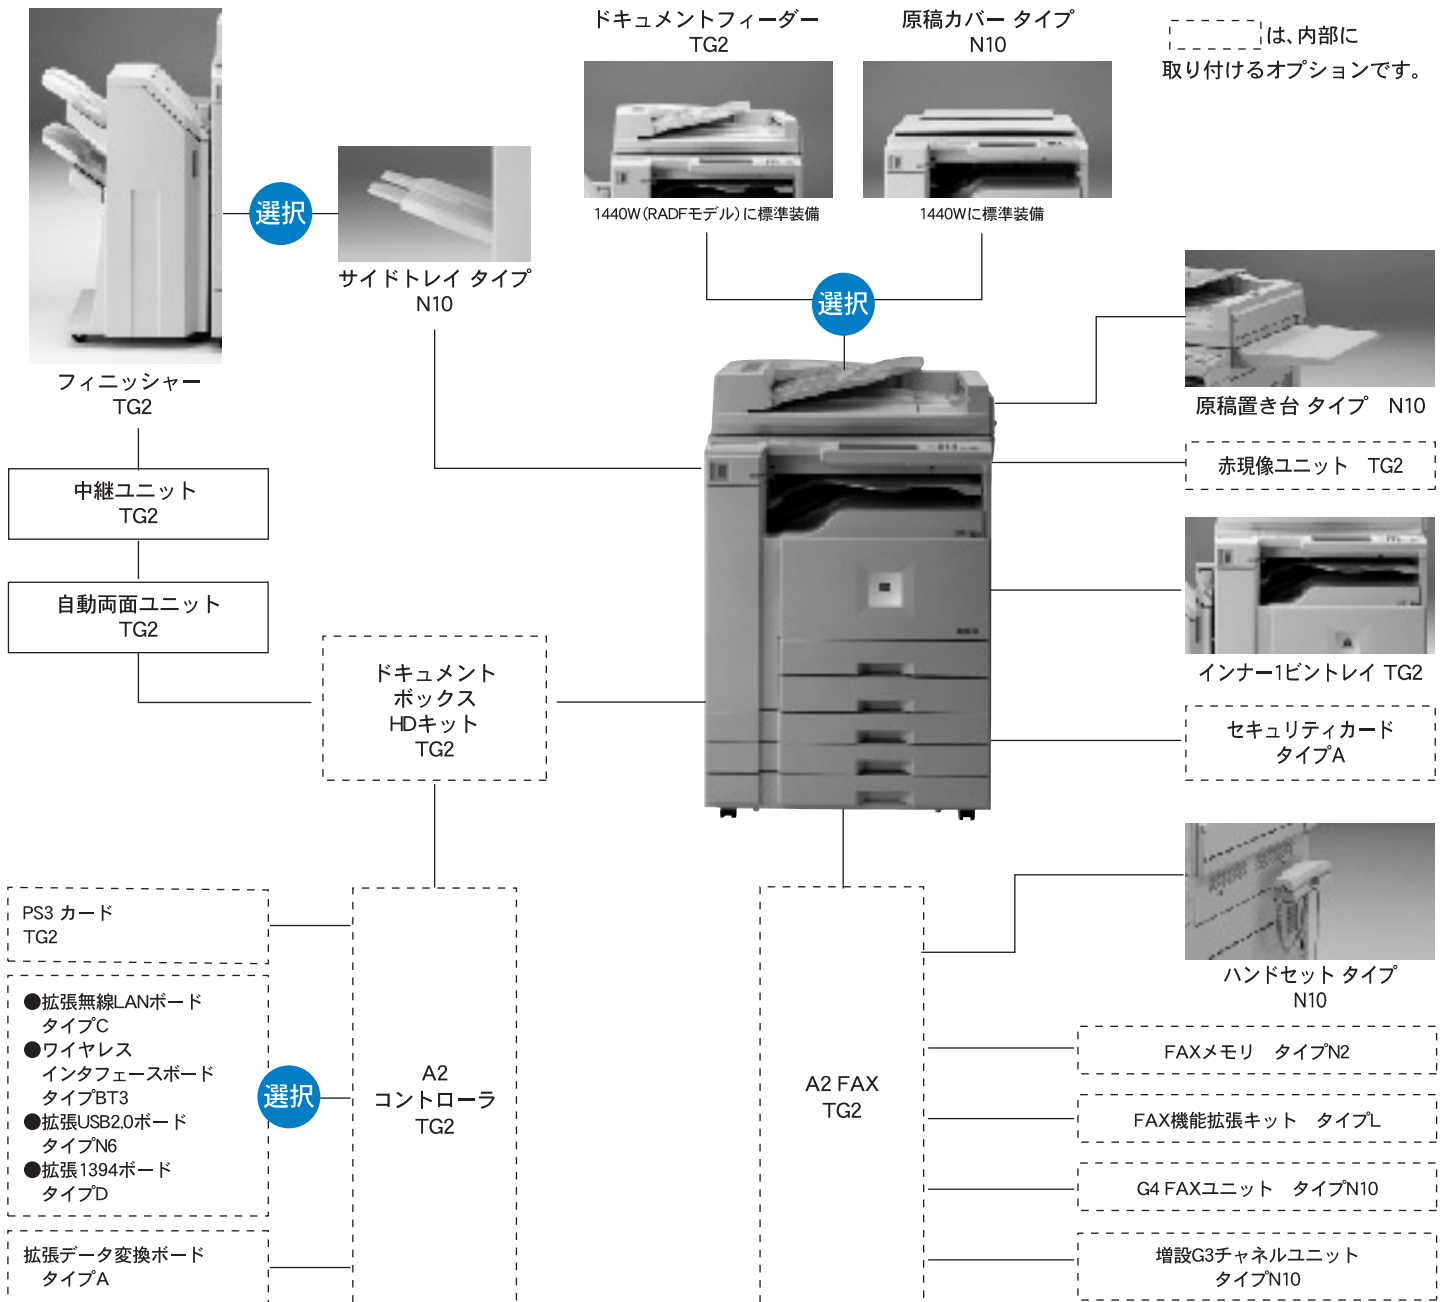 ドキュメントフィーダー
TG2
原稿カバー タイプ
N10
は、内部に
取り付けるオプションです。
1440W(RADFモデル)に標準装備
1440Wに標準装備
選択
選択
サイドトレイ タイプ
N10
フィニッシャー
TG2
中継ユニット
TG2
自動両面ユニット
TG2
ドキュメント
ボックス
HDキット
TG2
原稿置き台 タイプ　N10
赤現像ユニット　TG2
インナー1ビントレイ TG2
セキュリティカード
タイプA
ハンドセット タイプ
N10
PS3 カード
TG2
●拡張無線LANボード
タイプC
●ワイヤレス
インタフェースボード
タイプBT3
●拡張USB2.0ボード
タイプN6
●拡張1394ボード
タイプD
選択
拡張データ変換ボード
タイプA
A2
コントローラ
TG2
A2 FAX
TG2
FAXメモリ　タイプN2
FAX機能拡張キット　タイプL
G4 FAXユニット　タイプN10
増設G3チャネルユニット
タイプN10